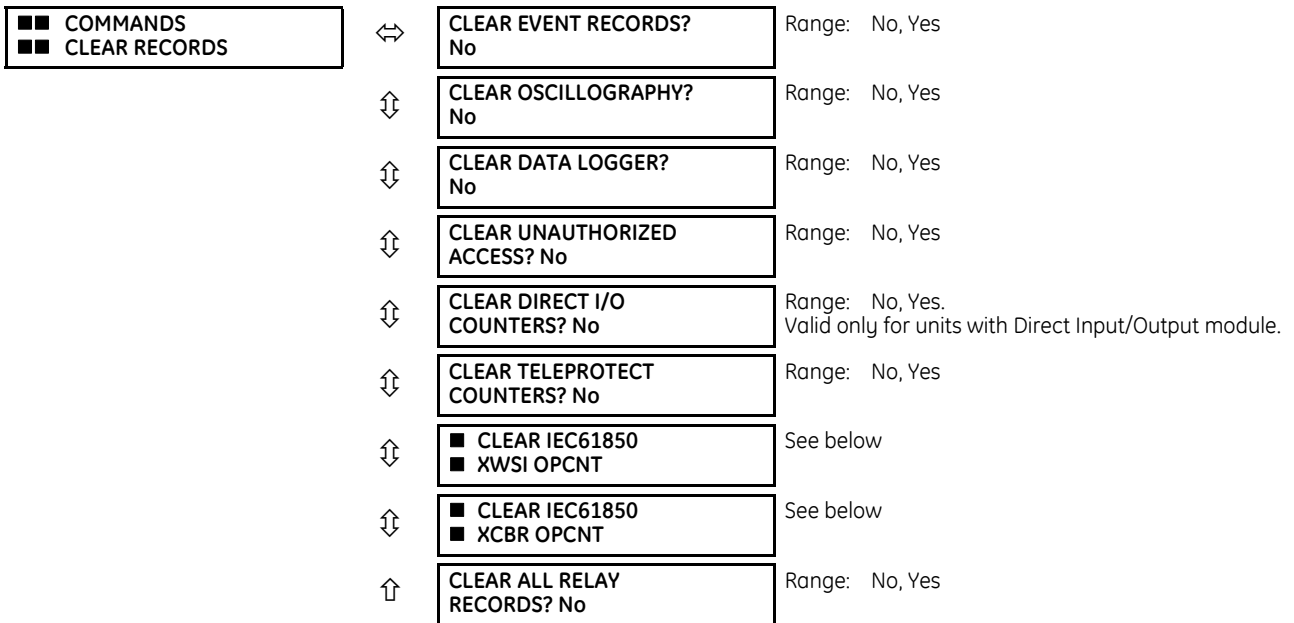 ■■ COMMANDS
■■ CLEAR RECORDS
CLEAR EVENT RECORDS?
No
Range: No, Yes
CLEAR OSCILLOGRAPHY?
No
Range: No, Yes
CLEAR DATA LOGGER?
No
Range: No, Yes
CLEAR UNAUTHORIZED
ACCESS? No
Range: No, Yes
CLEAR DIRECT I/O
COUNTERS? No
Range: No, Yes.
Valid only for units with Direct Input/Output module.
CLEAR TELEPROTECT
COUNTERS? No
Range: No, Yes
■ CLEAR IEC61850
■ XWSI OPCNT
See below
■ CLEAR IEC61850
■ XCBR OPCNT
See below
CLEAR ALL RELAY
RECORDS? No
Range: No, Yes